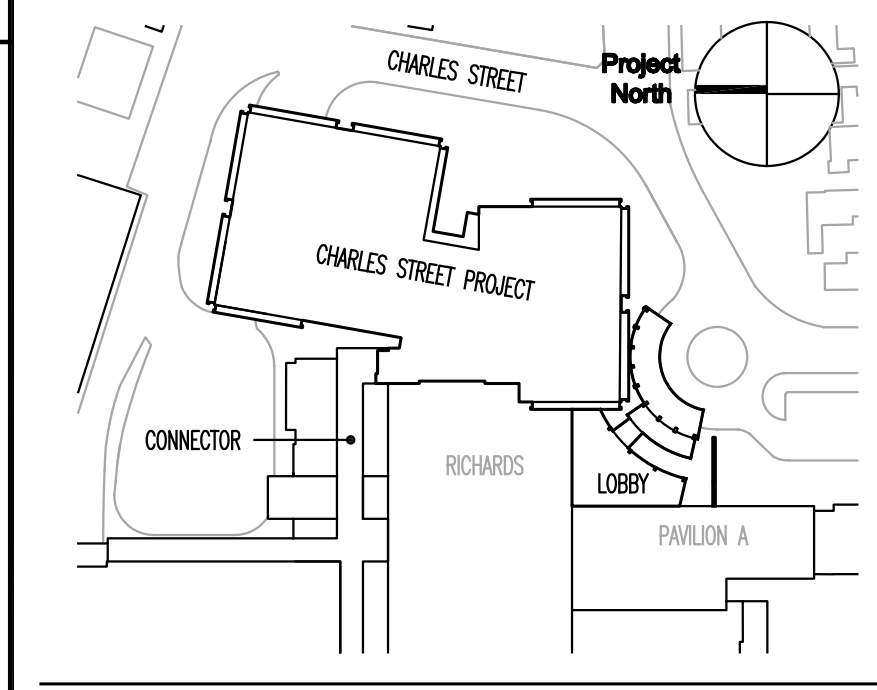 CHARLES STREET
Project
North
CHARLES STREET PROJECT
CONNECTOR
RICHARDS
LOBBY
PAVILION A